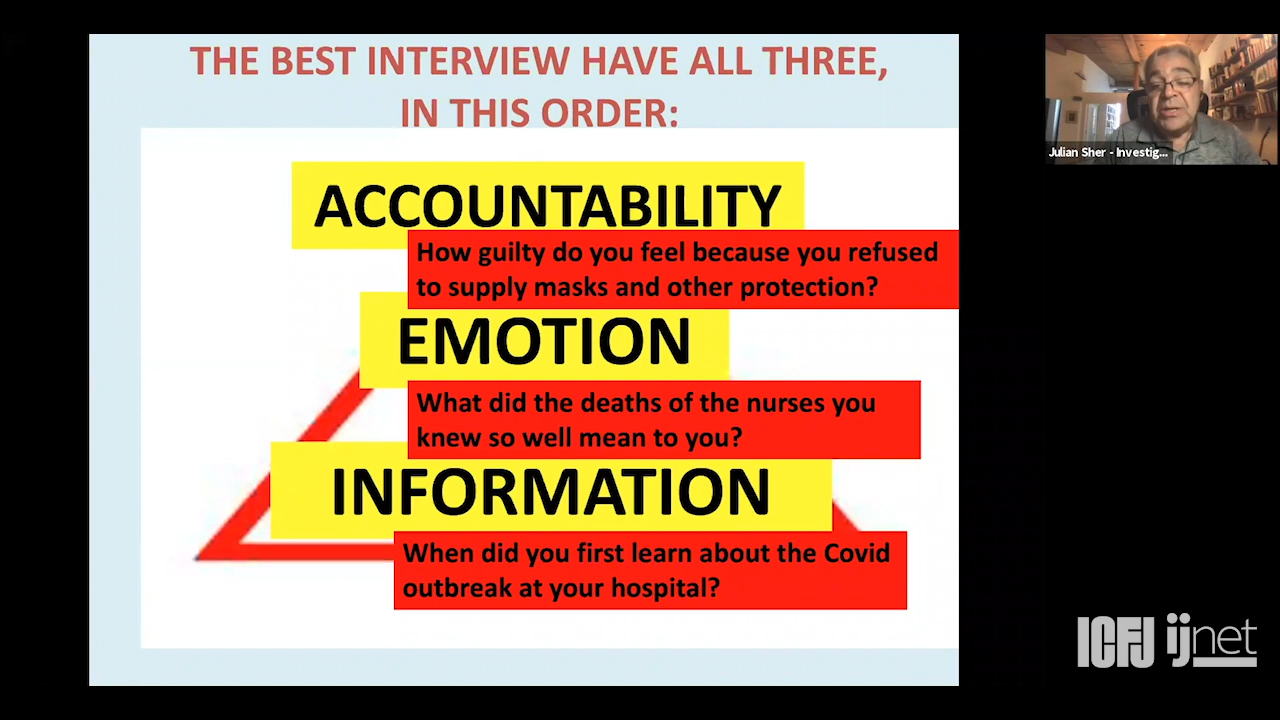 THE BEST INTERVIEW HAVE ALL THREE,
IN THIS ORDER:
ACCOUNTABILITY
How guilty do you feel because you refused
to supply masks and other protection?
EMOTION
What did the deaths of the nurses you
knew so well mean to you?
INFORMATION
When did you first learn about the Covid
outbreak at your hospital?
Julian Sher - Investig...
ICFJ ijnet